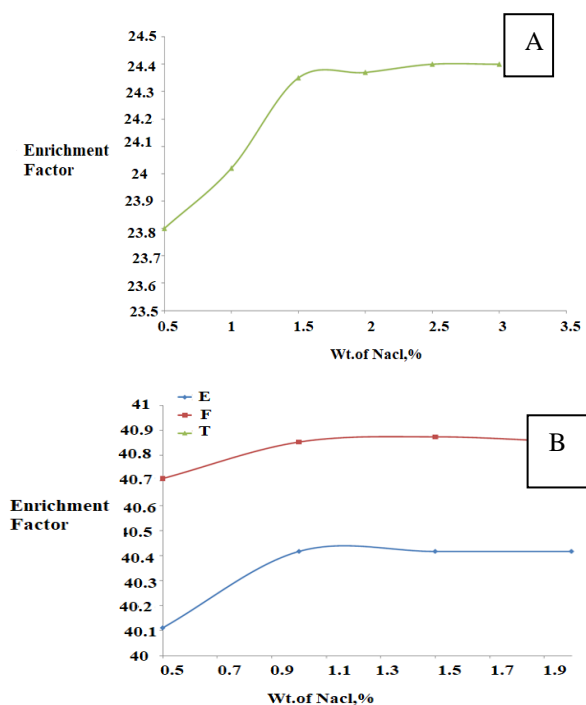 A
24.5
24.4
24.3
24.2
24.1
24
23.9
23.8
23.7
23.6
23.5
Enrichment
Factor
0.5 1 1.5 2 2.5 3 3.5
Wt.of Nacl,%
E
F
T
B
41
40.9
40.8
40.7
40.6
40.5
40.4
40.3
40.2
40.1
40
Enrichment
Factor
0.5 0.7 0.9 1.1 1.3 1.5 1.7 1.9
Wt.of Nacl,%